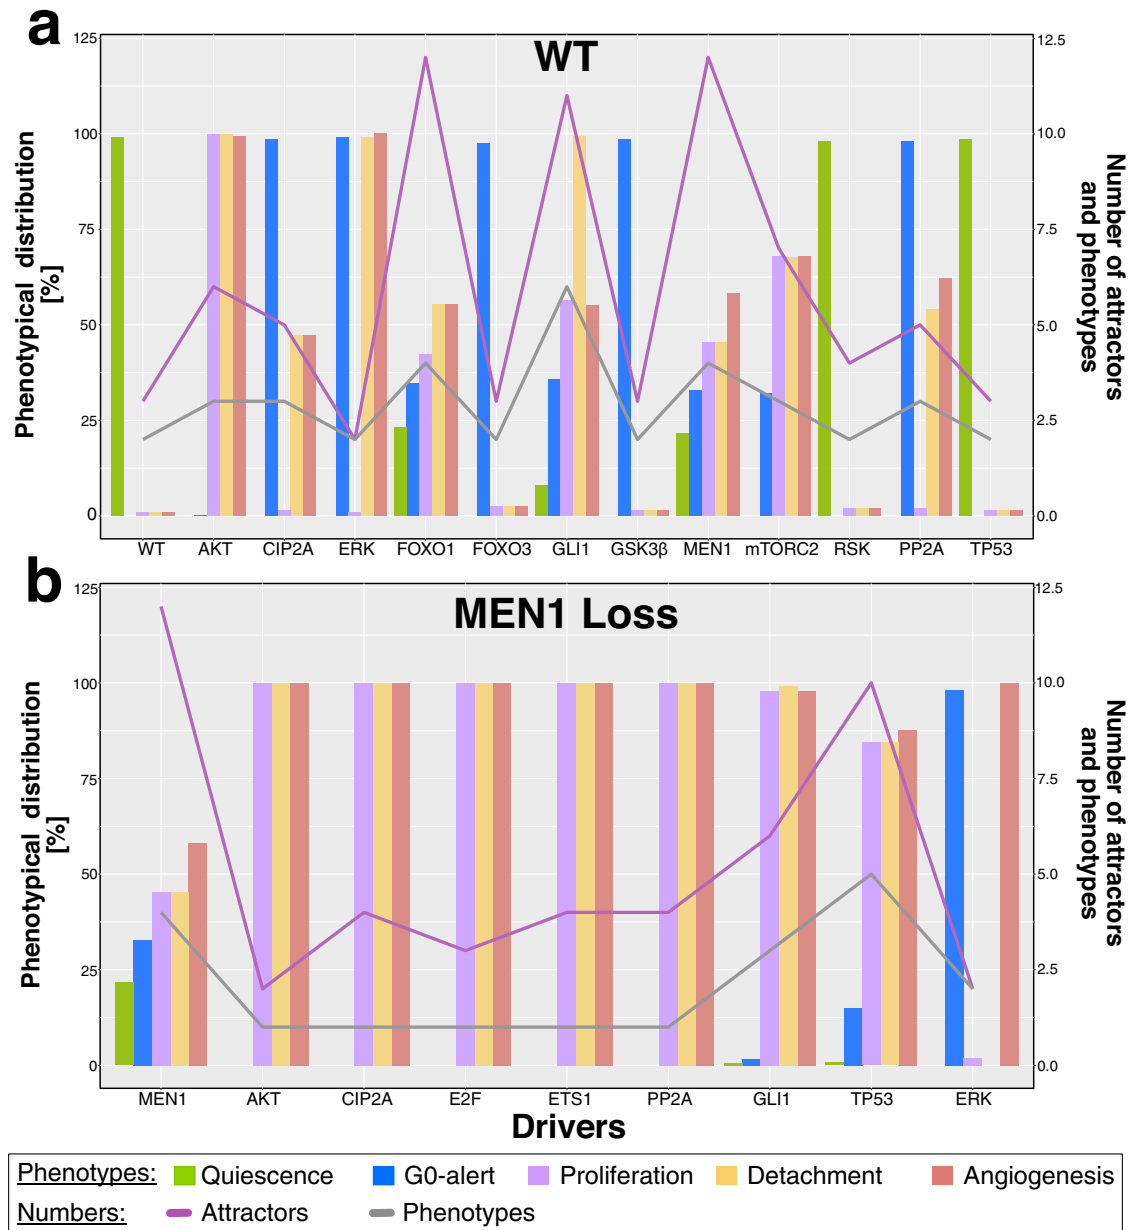 a
WT
Phenotypical distribution
[%]
125
100
75
50
25
0
12.5
10.0
7.5
5.0
2.5
0.0
Number of attractors
and phenotypes
WT AKT CIP2A ERK FOXO1 FOXO3 GLI1 GSK3β MEN1 mTORC2 RSK PP2A TP53
b
MEN1 Loss
Phenotypical distribution
[%]
125
100
75
50
25
0
12.5
10.0
7.5
5.0
2.5
0.0
Number of attractors
and phenotypes
MEN1 AKT CIP2A E2F ETS1 PP2A GLI1 TP53 ERK
Drivers
Phenotypes: Quiescence G0-alert Proliferation Detachment Angiogenesis
Numbers: Attractors Phenotypes